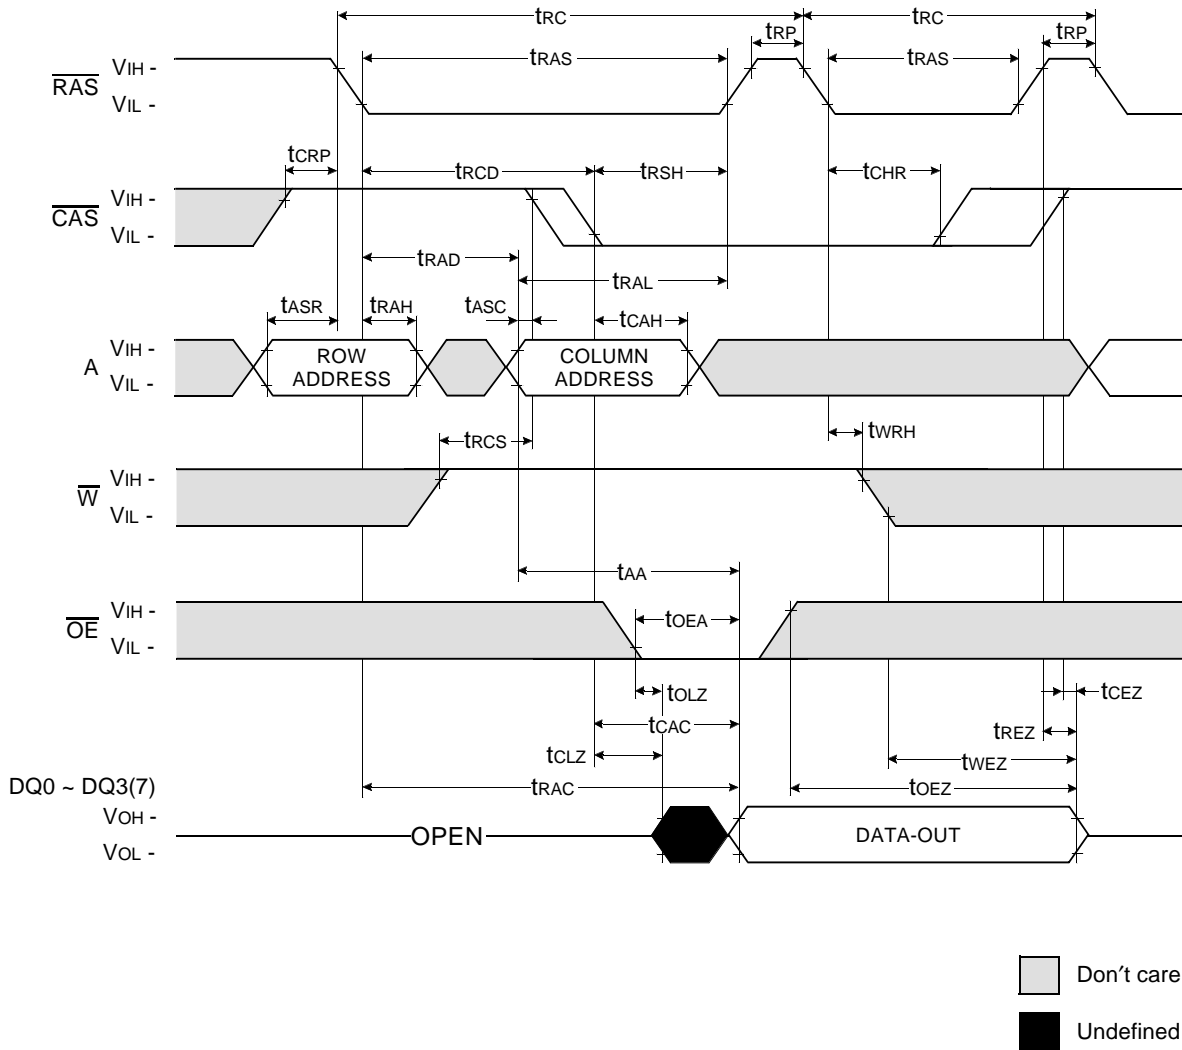 tRC tRC
tRP tRP
tRAS tRAS
RAS VIH -
VIL -
tCRP tRCD tRSH tCHR
CAS VIH -
VIL -
tRAD
tRAL
tASR tRAH tASC tCAH
A VIH -
VIL -
ROW ADDRESS
COLUMN ADDRESS
tRCS tWRH
W VIH -
VIL -
tAA
OE VIH -
VIL -
tOEA
tOLZ tCEZ
tCAC tREZ
tCLZ tWEZ
DQ0 ~ DQ3(7) tRAC tOEZ
VOH -
VOL -
OPEN DATA-OUT
Don't care
Undefined